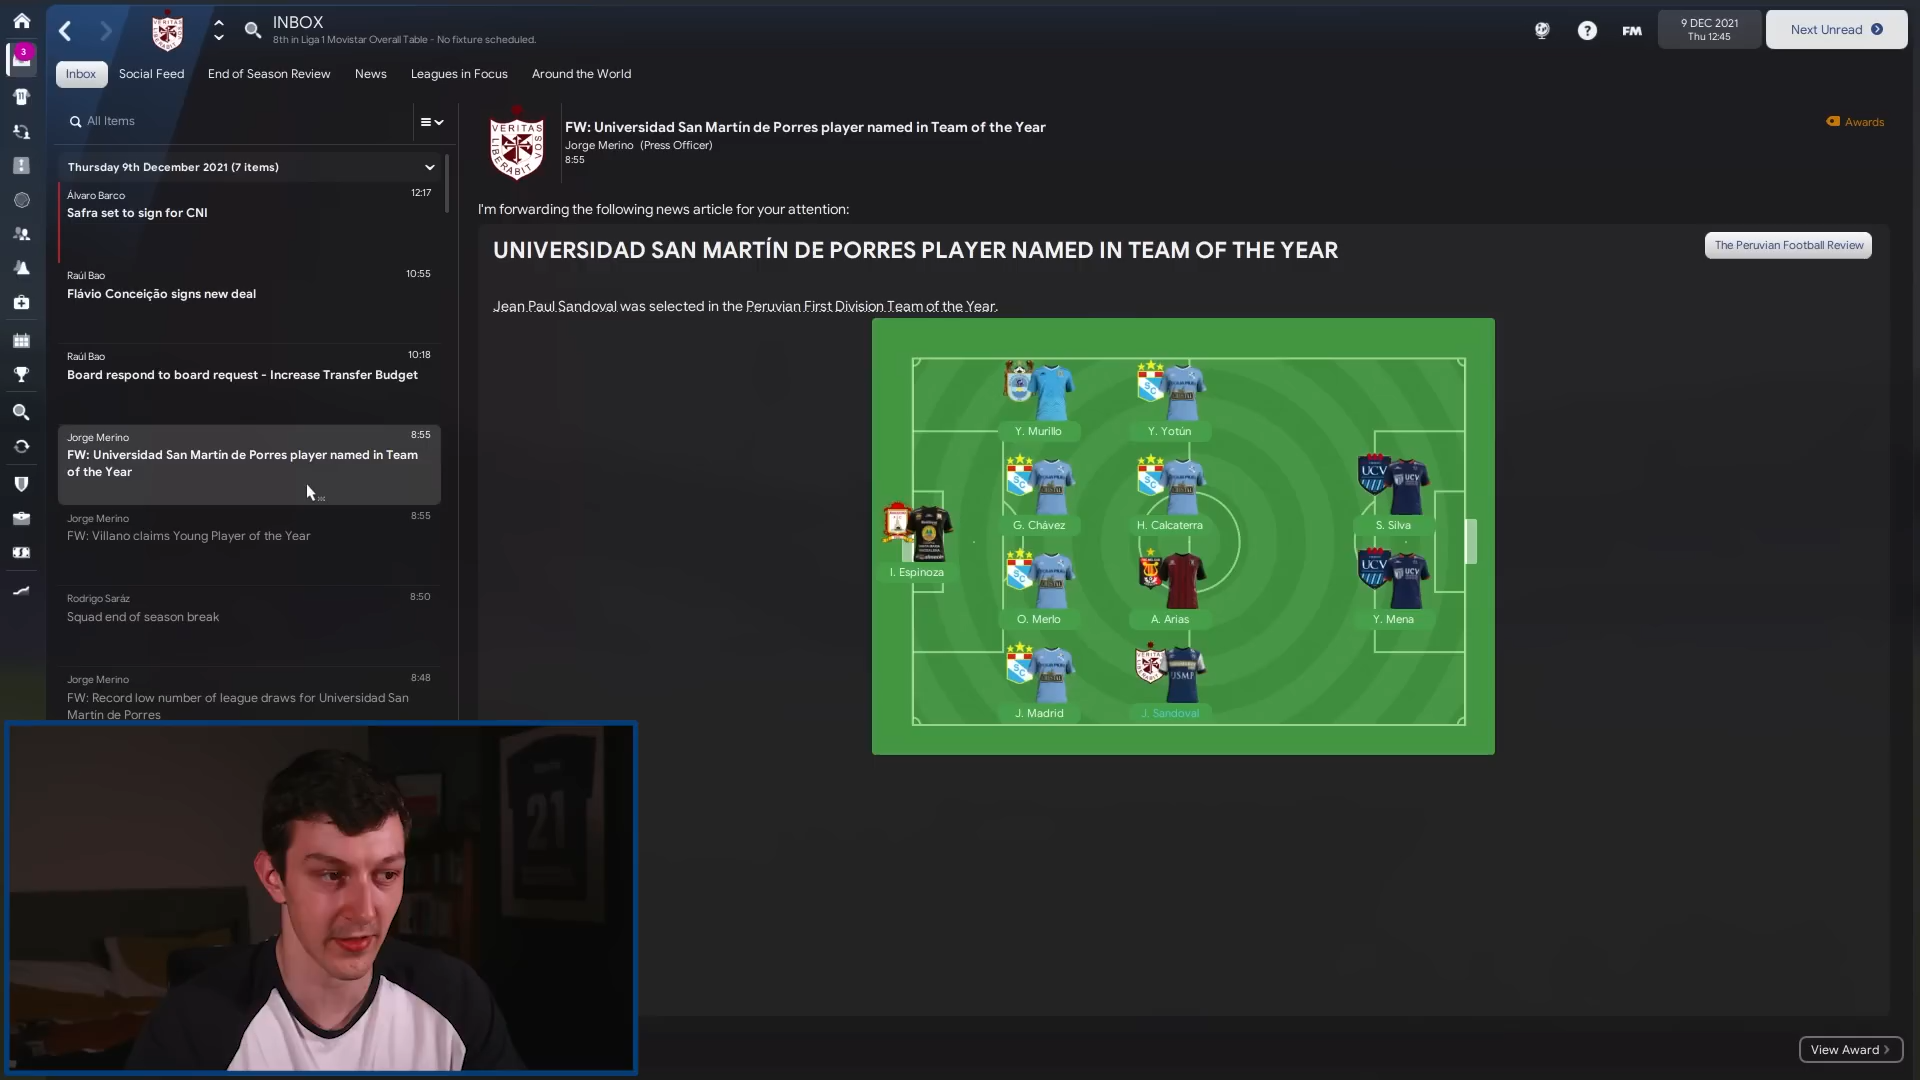 3
INBOX
8th in Liga 1 Movistar Overall Table - No fixture scheduled.
FM
9 DEC 2021
Thu 12:45
Next Unread
Inbox
Social Feed
End of Season Review
News
Leagues in Focus
Around the World
All Items
Thursday 9th December 2021 (7 items)
Álvaro Barco
12:17
Safra set to sign for CNI
Raúl Bao
10:55
Flávio Conceição signs new deal
Raúl Bao
10:18
Board respond to board request - Increase Transfer Budget
Jorge Merino
8:55
FW: Universidad San Martín de Porres player named in Team
of the Year
Jorge Merino
8:55
FW: Villano claims Young Player of the Year
Rodrigo Saráz
8:50
Squad end of season break
Jorge Merino
8:48
FW: Record low number of league draws for Universidad San
Martín de Porres
VERITAS
LIBERABIT
VOS
FW: Universidad San Martín de Porres player named in Team of the Year
Jorge Merino (Press Officer)
8:55
Awards
I'm forwarding the following news article for your attention:
UNIVERSIDAD SAN MARTÍN DE PORRES PLAYER NAMED IN TEAM OF THE YEAR
The Peruvian Football Review
Jean Paul Sandoval was selected in the Peruvian First Division Team of the Year.
Y. Murillo
Y. Yotún
G. Chávez
H. Calcaterra
UCV
UCV
S. Silva
I. Espinoza
O. Merlo
A. Arias
UCV
UCV
Y. Mena
J. Madrid
USMP
J. Sandoval
21
View Award